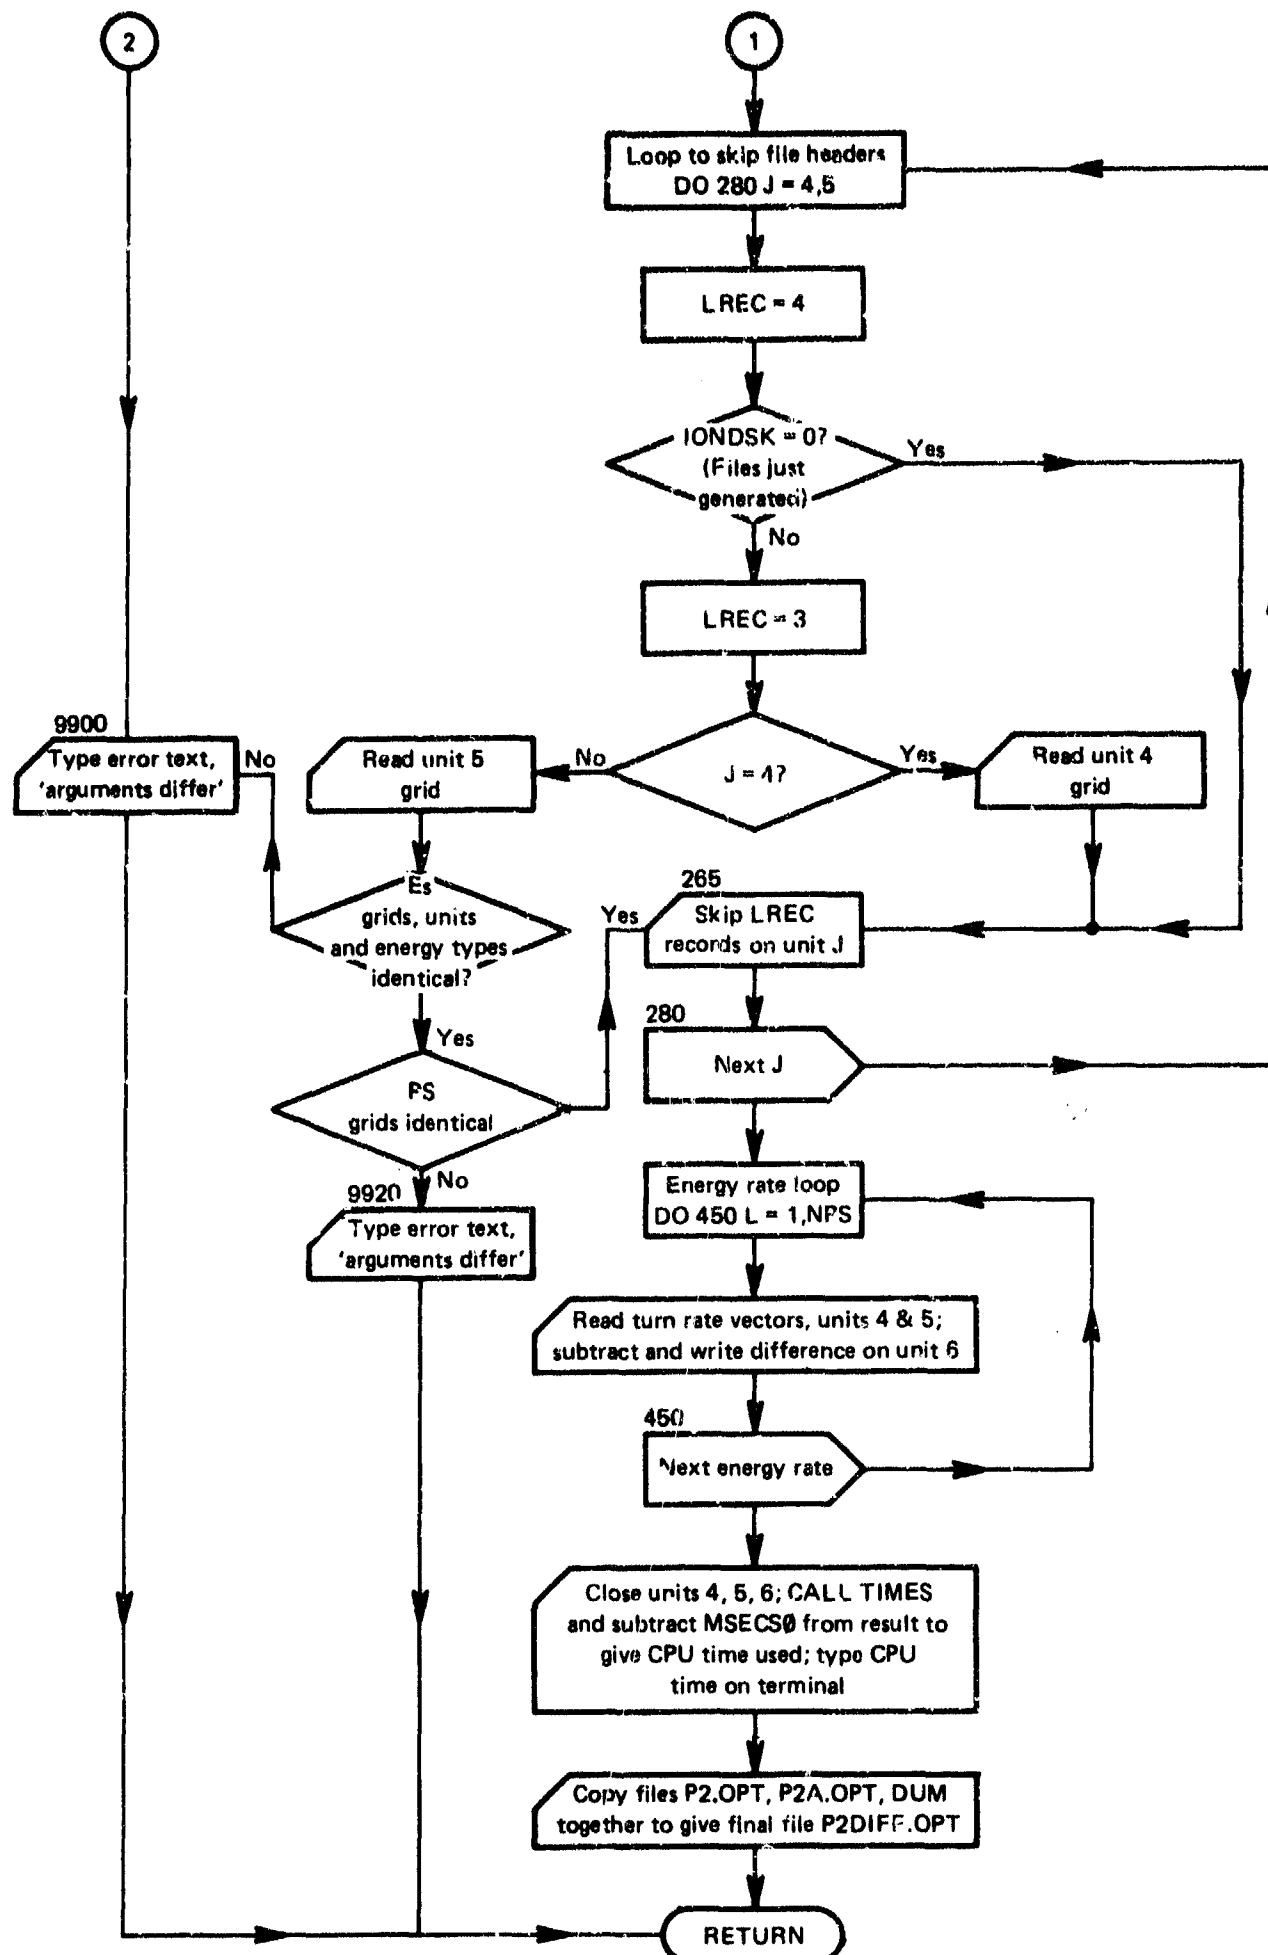 2
1
Loop to skip file headers
DO 280 J = 4,5
LREC = 4
IONDSK = 0?
(Files just
generated)
Yes
No
LREC = 3
9900
Type error text,
'arguments differ'
No
Read unit 5
grid
No
J = 4?
Yes
Read unit 4
grid
Es
grids, units
and energy types
identical?
Yes
265
Skip LREC
records on unit J
Yes
280
Next J
PS
grids identical
No
9920
Type error text,
'arguments differ'
Energy rate loop
DO 450 L = 1,NPS
Read turn rate vectors, units 4 & 5;
subtract and write difference on unit 6
450
Next energy rate
Close units 4, 5, 6; CALL TIMES
and subtract MSECSØ from result to
give CPU time used; type CPU
time on terminal
Copy files P2.OPT, P2A.OPT, DUM
together to give final file P2DIFF.OPT
RETURN